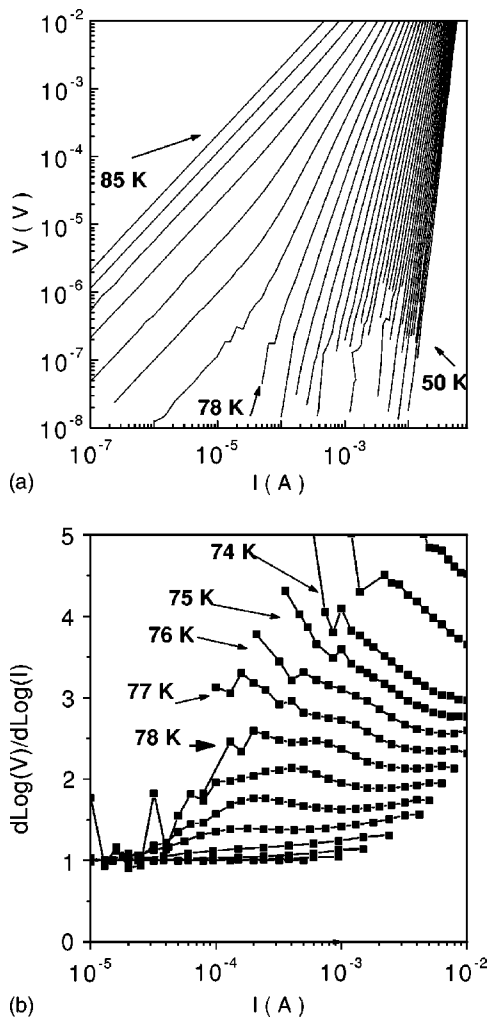 10⁻²
10⁻³
10⁻⁴
10⁻⁵
10⁻⁶
10⁻⁷
10⁻⁸
V ( V )
85 K
78 K
50 K
10⁻⁷ 10⁻⁵ 10⁻³
I ( A )
(a)
5
4
3
2
1
0
dLog(V)/dLog(I)
74 K
75 K
76 K
77 K
78 K
10⁻⁵ 10⁻⁴ 10⁻³ 10⁻²
I ( A )
(b)